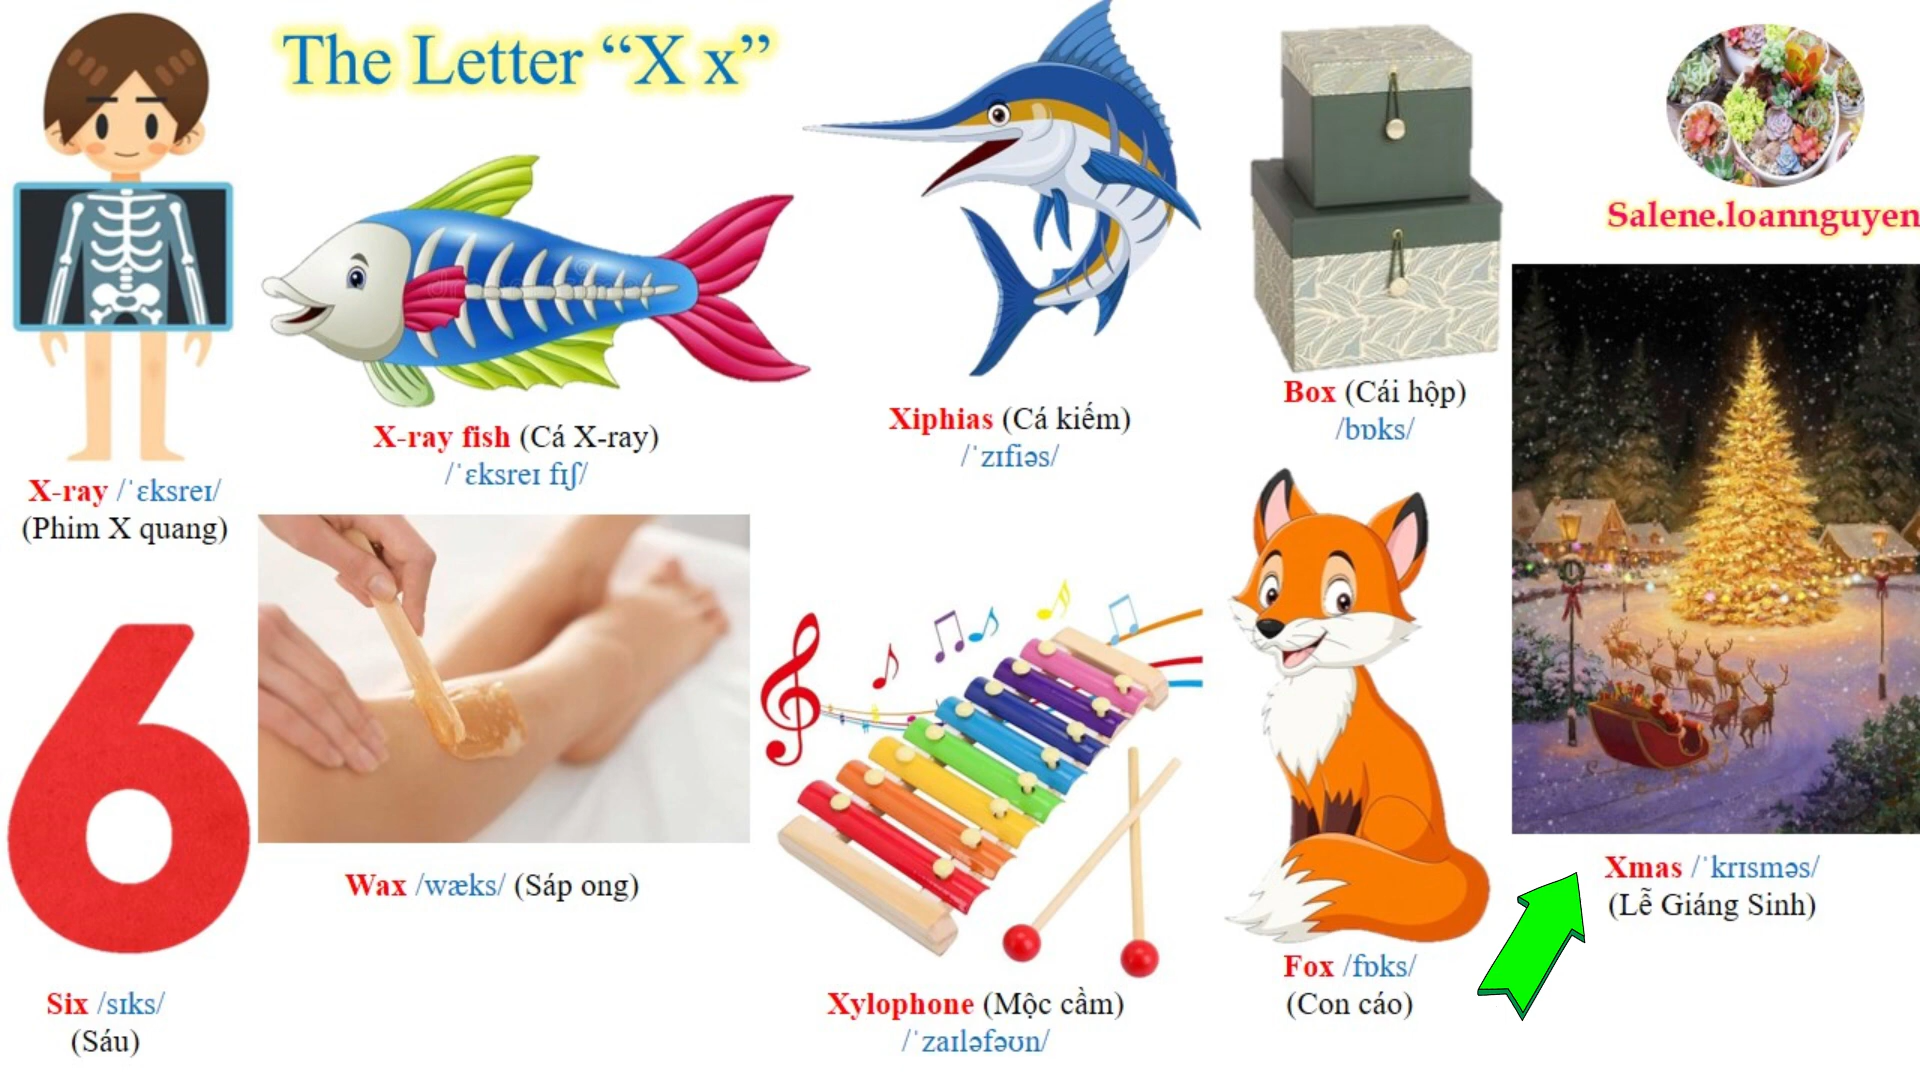 The Letter “X x”
Salene.loannguyen
X-ray /ˈɛksreɪ/
(Phim X quang)
X-ray fish (Cá X-ray)
/ˈɛksreɪ fɪʃ/
Xiphias (Cá kiếm)
/ˈzɪfiəs/
Box (Cái hộp)
/bɒks/
Six /sɪks/
(Sáu)
Wax /wæks/ (Sáp ong)
Xylophone (Mộc cầm)
/ˈzaɪləfəʊn/
Fox /fɒks/
(Con cáo)
Xmas /ˈkrɪsməs/
(Lễ Giáng Sinh)